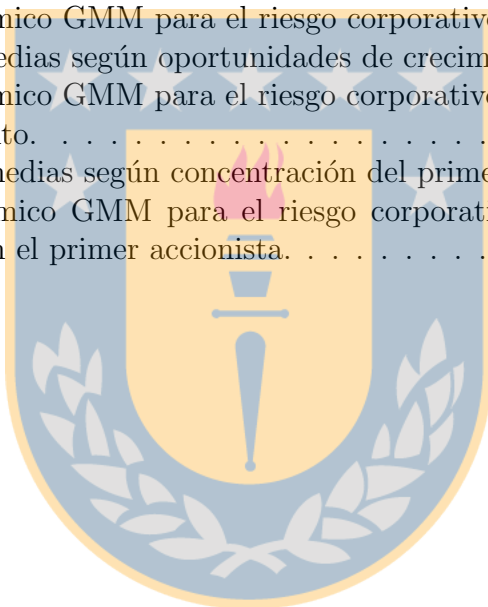 mico GMM para el riesgo corporativo
edias según oportunidades de crecim
mico GMM para el riesgo corporativo
to. . . . . . . . . . . . . . . . . . .
medias según concentración del prime
mico GMM para el riesgo corporati
n el primer accionista. . . . . . . . .